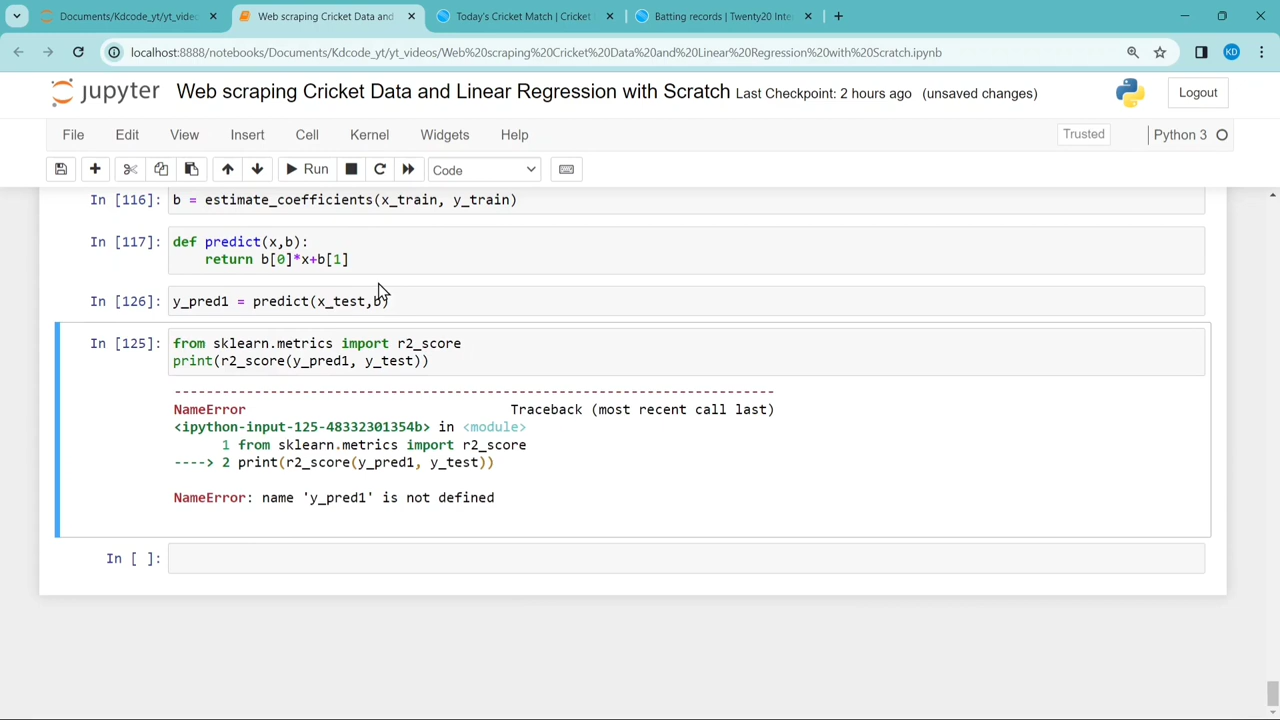 Documents/Kdcode_yt/yt_videc
Web scraping Cricket Data and
Today's Cricket Match | Cricket
Batting records | Twenty20 Inte
localhost:8888/notebooks/Documents/Kdcode_yt/yt_videos/Web%20scraping%20Cricket%20Data%20and%20Linear%20Regression%20with%20Scratch.ipynb
KD
jupyter Web scraping Cricket Data and Linear Regression with Scratch Last Checkpoint: 2 hours ago (unsaved changes)
Logout
File Edit View Insert Cell Kernel Widgets Help
Trusted
Python 3
Run
Code
In [116]: b = estimate_coefficients(x_train, y_train)
In [117]: def predict(x,b):
return b[0]*x+b[1]
In [126]: y_pred1 = predict(x_test,b)
In [125]: from sklearn.metrics import r2_score
print(r2_score(y_pred1, y_test))
---------------------------------------------------------------------------
NameError Traceback (most recent call last)
<ipython-input-125-48332301354b> in <module>
1 from sklearn.metrics import r2_score
----> 2 print(r2_score(y_pred1, y_test))
NameError: name 'y_pred1' is not defined
In [ ]: